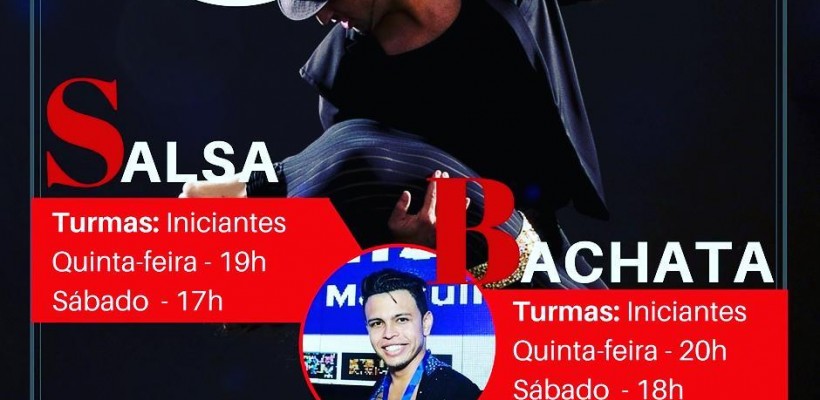 SALSA
Turmas: Iniciantes
Quinta-feira - 19h
Sábado - 17h
BACHATA
Turmas: Iniciantes
Quinta-feira - 20h
Sábado - 18h